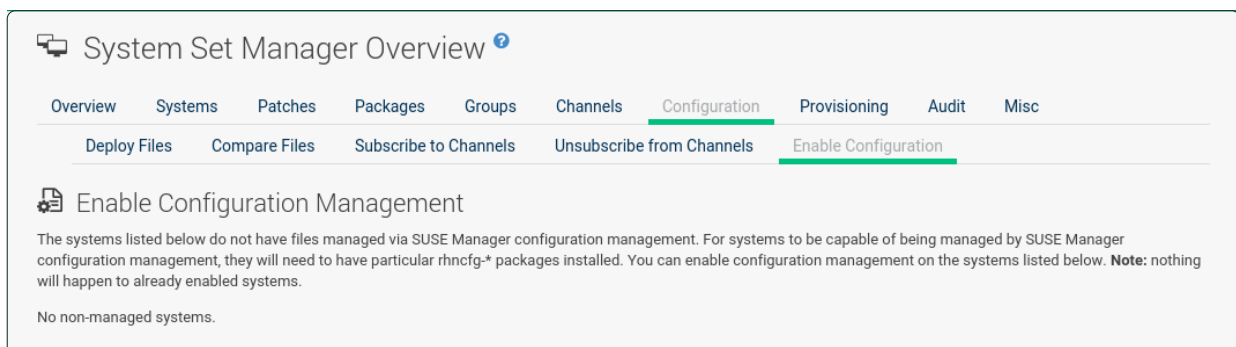 System Set Manager Overview ?
Overview Systems Patches Packages Groups Channels Configuration Provisioning Audit Misc
Deploy Files Compare Files Subscribe to Channels Unsubscribe from Channels Enable Configuration
Enable Configuration Management
The systems listed below do not have files managed via SUSE Manager configuration management. For systems to be capable of being managed by SUSE Manager
configuration management, they will need to have particular rhncfg-* packages installed. You can enable configuration management on the systems listed below. Note: nothing
will happen to already enabled systems.
No non-managed systems.